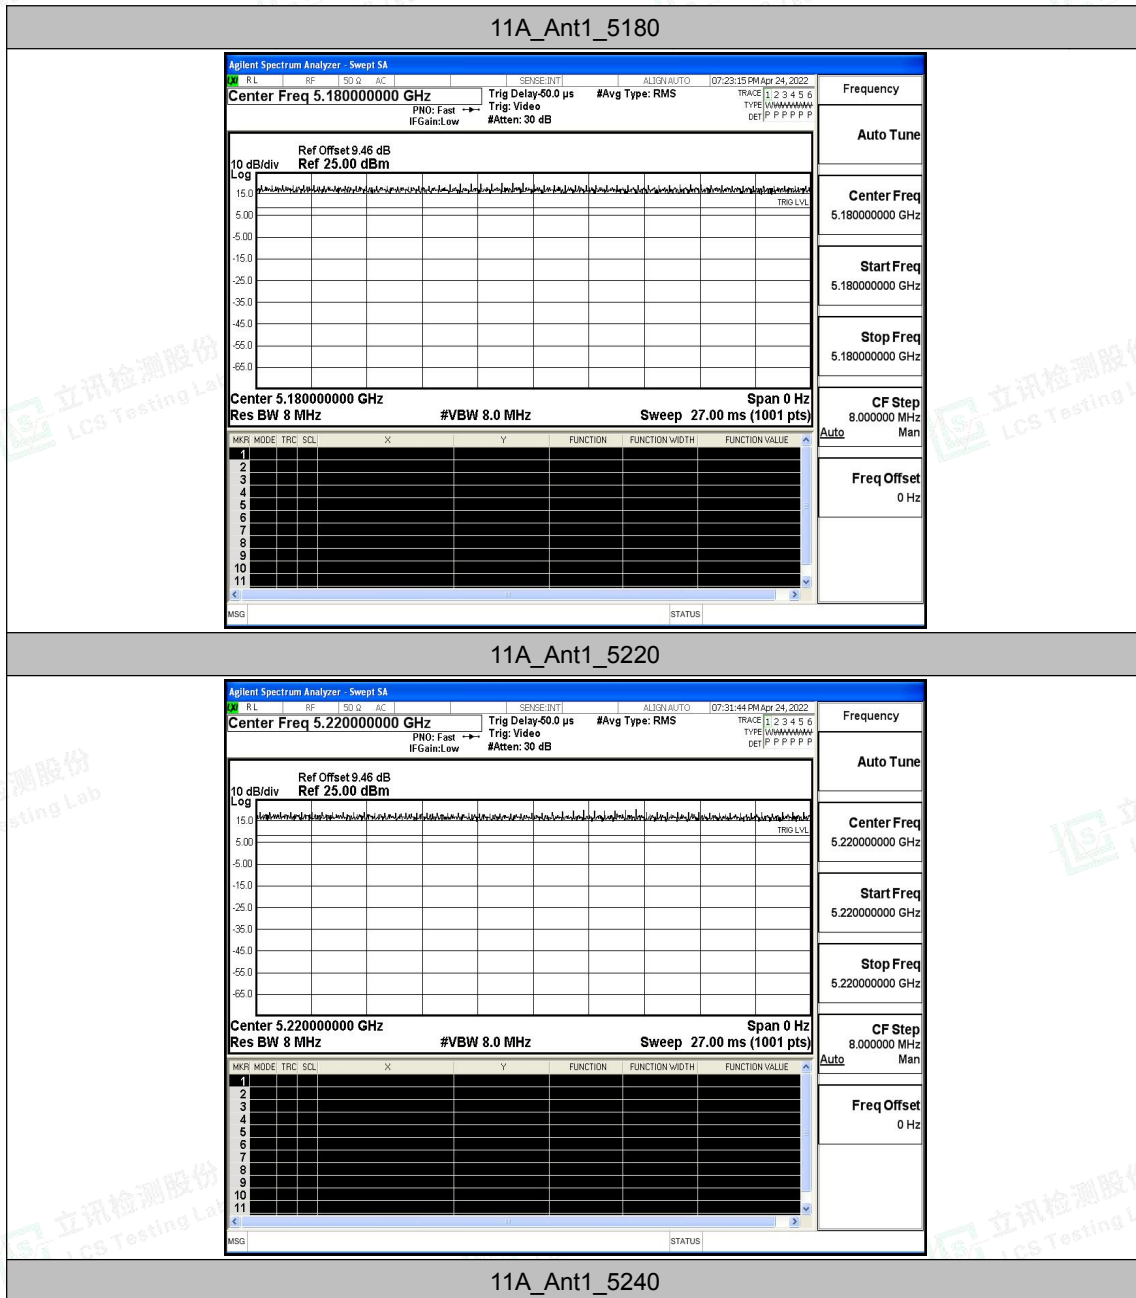 11A_Ant1_5180
Agilent Spectrum Analyzer - Swept SA
RL RF 50 Ω AC SENSE:INT ALIGN AUTO 07:23:15 PM Apr 24, 2022
Center Freq 5.180000000 GHz
PNO: Fast
IFGain:Low
Trig Delay-50.0 µs
Trig: Video
#Atten: 30 dB
#Avg Type: RMS
TRACE 1 2 3 4 5 6
TYPE
DET P P P P P P
Ref Offset 9.46 dB
10 dB/div Ref 25.00 dBm
Log
15.0
TRIG LVL
5.00
-5.00
-15.0
-25.0
-35.0
-45.0
-55.0
-65.0
Center 5.180000000 GHz Span 0 Hz
Res BW 8 MHz #VBW 8.0 MHz Sweep 27.00 ms (1001 pts)
MKR MODE TRC SCL X Y FUNCTION FUNCTION WIDTH FUNCTION VALUE
1
2
3
4
5
6
7
8
9
10
11
MSG STATUS
Frequency
Auto Tune
Center Freq
5.180000000 GHz
Start Freq
5.180000000 GHz
Stop Freq
5.180000000 GHz
CF Step
8.000000 MHz
Auto Man
Freq Offset
0 Hz
11A_Ant1_5220
Agilent Spectrum Analyzer - Swept SA
RL RF 50 Ω AC SENSE:INT ALIGN AUTO 07:31:44 PM Apr 24, 2022
Center Freq 5.220000000 GHz
PNO: Fast
IFGain:Low
Trig Delay-50.0 µs
Trig: Video
#Atten: 30 dB
#Avg Type: RMS
TRACE 1 2 3 4 5 6
TYPE
DET P P P P P P
Ref Offset 9.46 dB
10 dB/div Ref 25.00 dBm
Log
15.0
TRIG LVL
5.00
-5.00
-15.0
-25.0
-35.0
-45.0
-55.0
-65.0
Center 5.220000000 GHz Span 0 Hz
Res BW 8 MHz #VBW 8.0 MHz Sweep 27.00 ms (1001 pts)
MKR MODE TRC SCL X Y FUNCTION FUNCTION WIDTH FUNCTION VALUE
1
2
3
4
5
6
7
8
9
10
11
MSG STATUS
Frequency
Auto Tune
Center Freq
5.220000000 GHz
Start Freq
5.220000000 GHz
Stop Freq
5.220000000 GHz
CF Step
8.000000 MHz
Auto Man
Freq Offset
0 Hz
11A_Ant1_5240
立讯检测股份
LCS Testing Lab